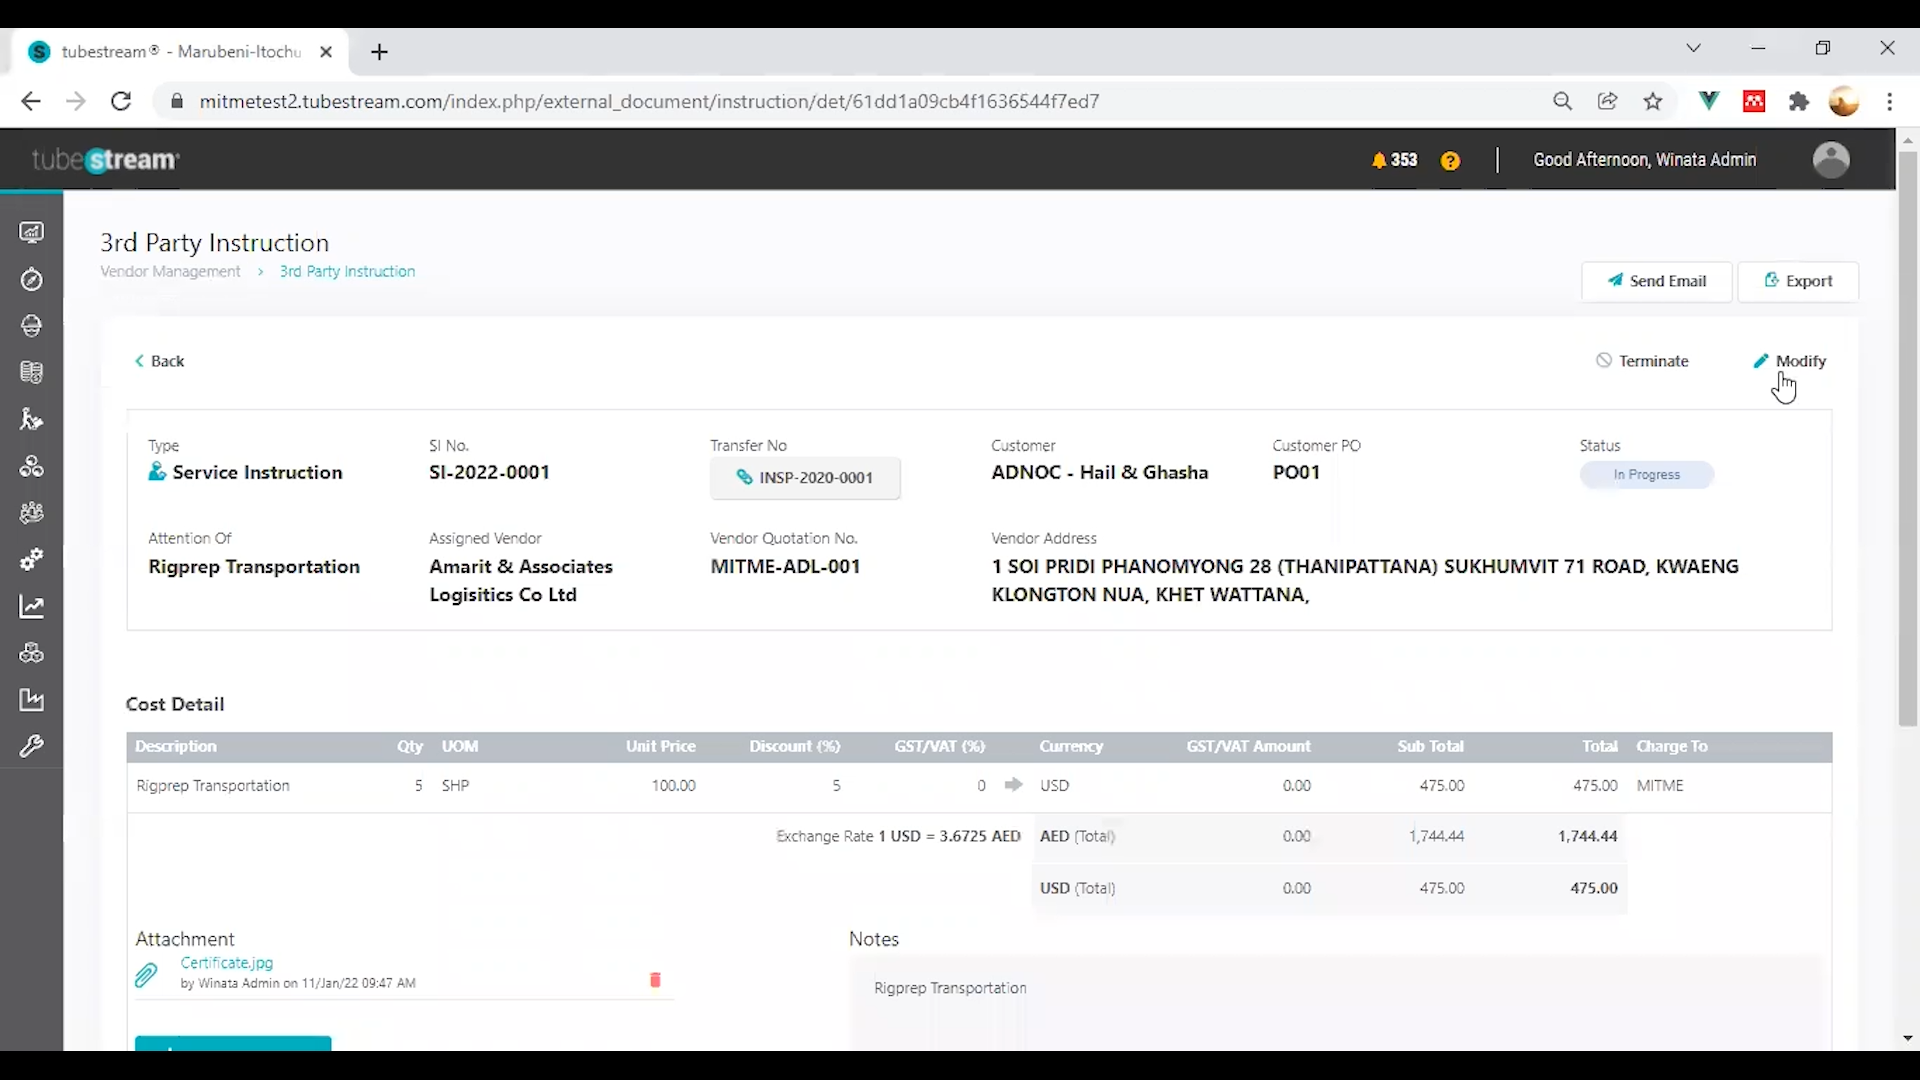 tubestream® - Marubeni-Itochu
mitmetest2.tubestream.com/index.php/external_document/instruction/det/61dd1a09cb4f1636544f7ed7
tubestream
353 ? Good Afternoon, Winata Admin
3rd Party Instruction
Vendor Management > 3rd Party Instruction
Send Email Export
Back Terminate Modify
Type SI No. Transfer No Customer Customer PO Status
Service Instruction SI-2022-0001 INSP-2020-0001 ADNOC - Hail & Ghasha PO01 In Progress
Attention Of Assigned Vendor Vendor Quotation No. Vendor Address
Rigprep Transportation Amarit & Associates MITME-ADL-001 1 SOI PRIDI PHANOMYONG 28 (THANIPATTANA) SUKHUMVIT 71 ROAD, KWAENG
Logisitics Co Ltd KLONGTON NUA, KHET WATTANA,
Cost Detail
Description Qty UOM Unit Price Discount (%) GST/VAT (%) Currency GST/VAT Amount Sub Total Total Charge To
Rigprep Transportation 5 SHP 100.00 5 0 USD 0.00 475.00 475.00 MITME
Exchange Rate 1 USD = 3.6725 AED AED (Total) 0.00 1,744.44 1,744.44
USD (Total) 0.00 475.00 475.00
Attachment Notes
Certificate.jpg
by Winata Admin on 11/Jan/22 09:47 AM
Rigprep Transportation